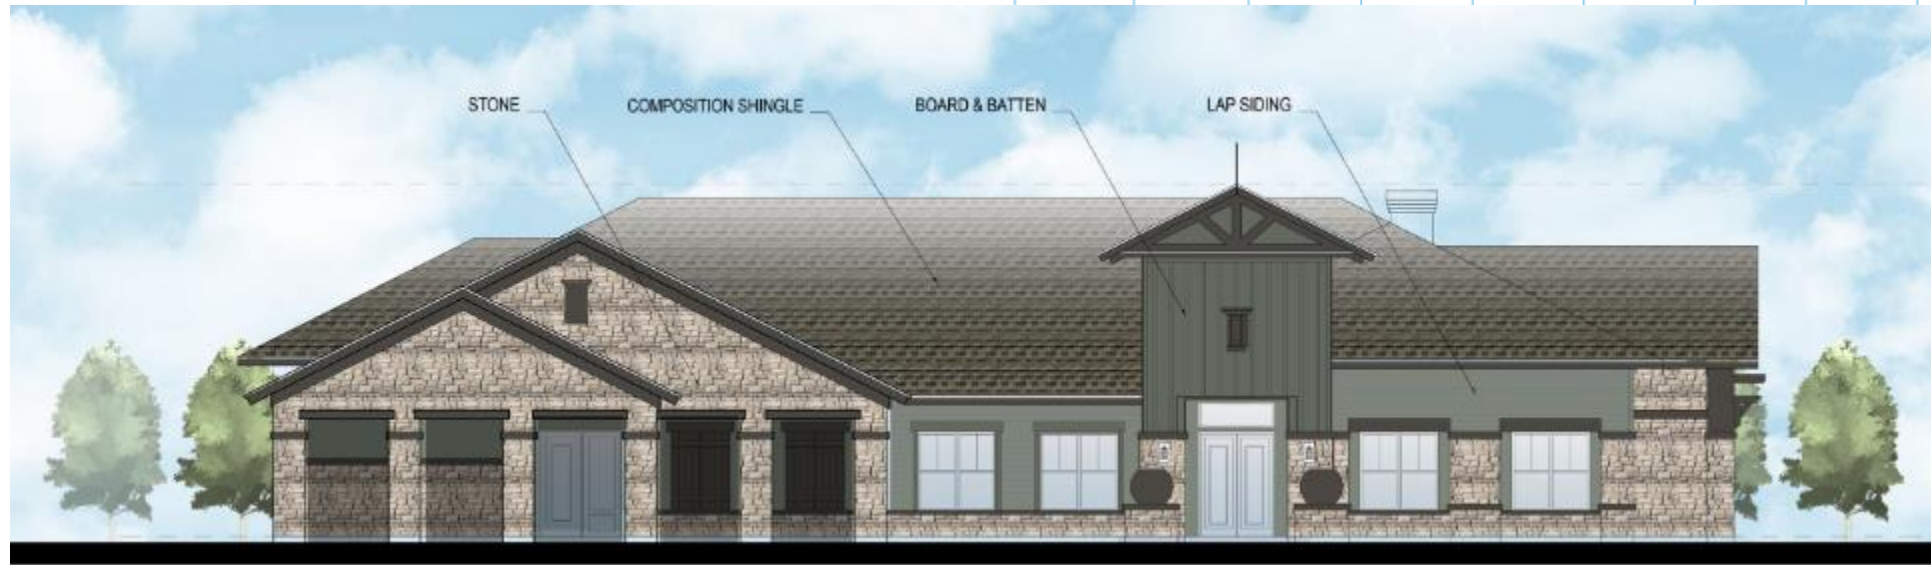 STONE
COMPOSITION SHINGLE
BOARD & BATTEN
LAP SIDING